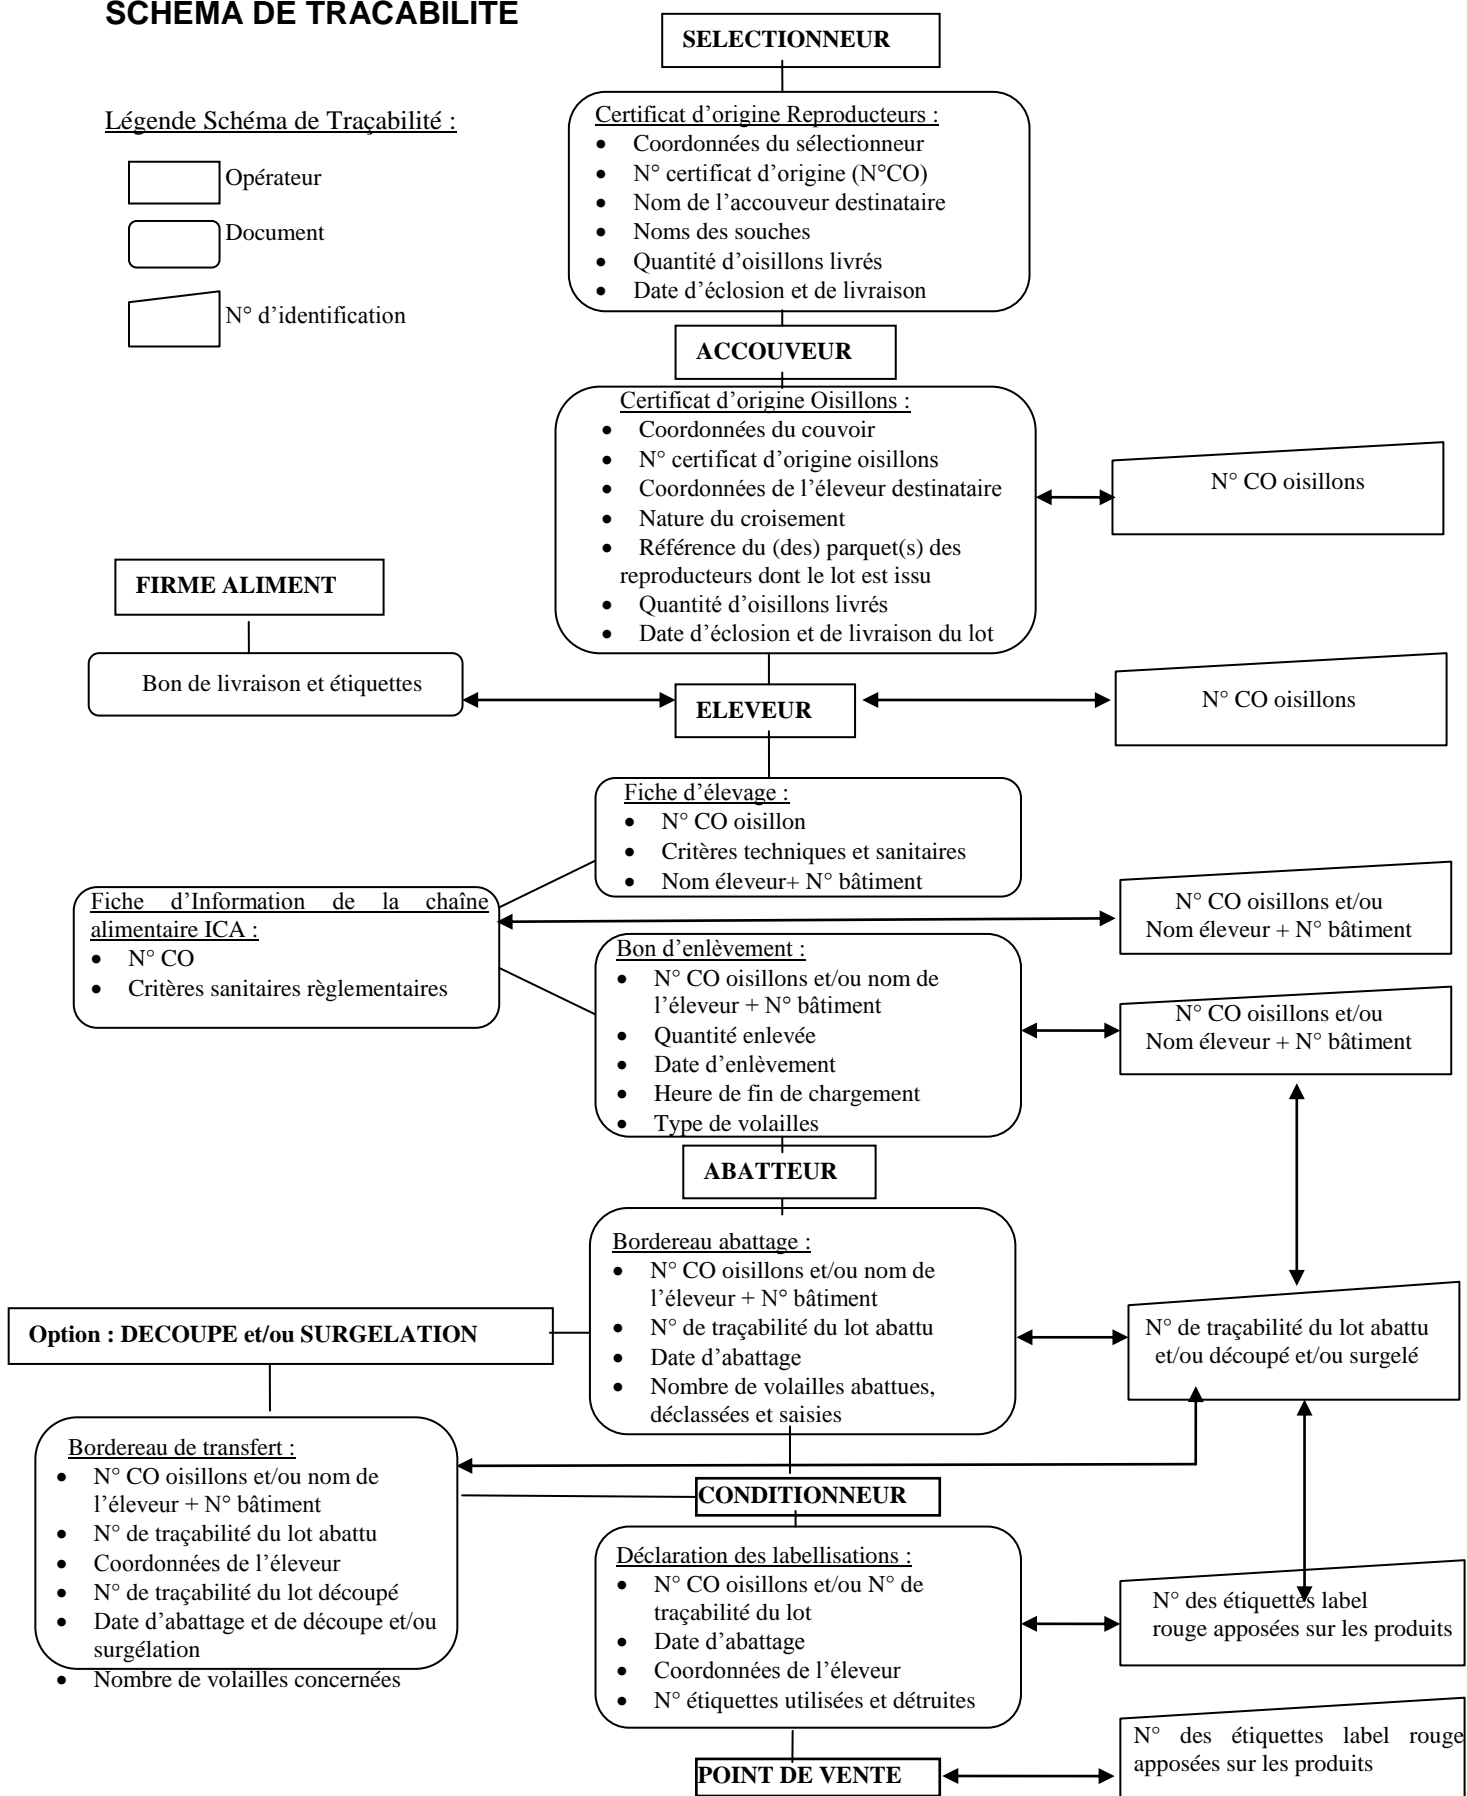 SCHEMA DE TRACABILITE
SELECTIONNEUR
Légende Schéma de Traçabilité :
Opérateur
Document
N° d’identification
Certificat d’origine Reproducteurs :
• Coordonnées du sélectionneur
• N° certificat d’origine (N°CO)
• Nom de l’accouveur destinataire
• Noms des souches
• Quantité d’oisillons livrés
• Date d’éclosion et de livraison
ACCOUVEUR
Certificat d’origine Oisillons :
• Coordonnées du couvoir
• N° certificat d’origine oisillons
• Coordonnées de l’éleveur destinataire
• Nature du croisement
• Référence du (des) parquet(s) des
reproducteurs dont le lot est issu
• Quantité d’oisillons livrés
• Date d’éclosion et de livraison du lot
N° CO oisillons
FIRME ALIMENT
Bon de livraison et étiquettes
ELEVEUR
N° CO oisillons
Fiche d’élevage :
• N° CO oisillon
• Critères techniques et sanitaires
• Nom éleveur+ N° bâtiment
Fiche d’Information de la chaîne
alimentaire ICA :
• N° CO
• Critères sanitaires règlementaires
N° CO oisillons et/ou
Nom éleveur + N° bâtiment
Bon d’enlèvement :
• N° CO oisillons et/ou nom de
l’éleveur + N° bâtiment
• Quantité enlevée
• Date d’enlèvement
• Heure de fin de chargement
• Type de volailles
N° CO oisillons et/ou
Nom éleveur + N° bâtiment
ABATTEUR
Bordereau abattage :
• N° CO oisillons et/ou nom de
l’éleveur + N° bâtiment
• N° de traçabilité du lot abattu
• Date d’abattage
• Nombre de volailles abattues,
déclassées et saisies
N° de traçabilité du lot abattu
et/ou découpé et/ou surgelé
Option : DECOUPE et/ou SURGELATION
Bordereau de transfert :
• N° CO oisillons et/ou nom de
l’éleveur + N° bâtiment
• N° de traçabilité du lot abattu
• Coordonnées de l’éleveur
• N° de traçabilité du lot découpé
• Date d’abattage et de découpe et/ou
surgélation
• Nombre de volailles concernées
CONDITIONNEUR
Déclaration des labellisations :
• N° CO oisillons et/ou N° de
traçabilité du lot
• Date d’abattage
• Coordonnées de l’éleveur
• N° étiquettes utilisées et détruites
N° des étiquettes label
rouge apposées sur les produits
POINT DE VENTE
N° des étiquettes label rouge
apposées sur les produits